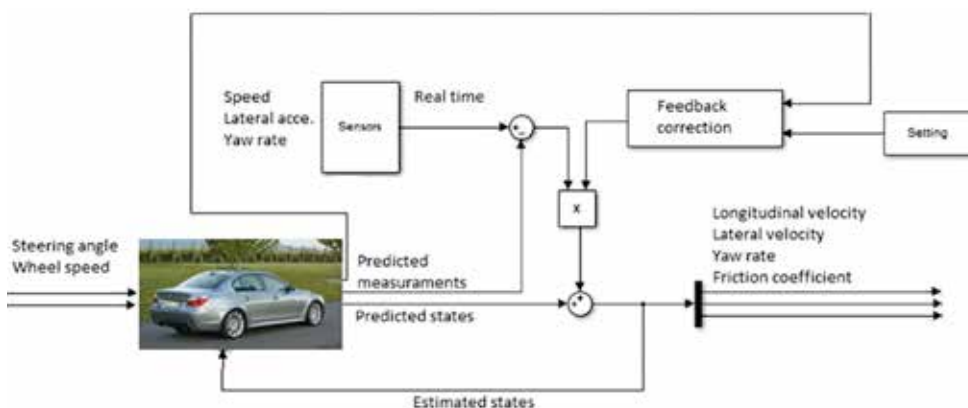 Speed
Lateral acce.
Yaw rate
Sensors
Real time
Feedback
correction
Setting
+
-
X
Steering angle
Wheel speed
Predicted
measuraments
Predicted states
+
+
Longitudinal velocity
Lateral velocity
Yaw rate
Friction coefficient
Estimated states